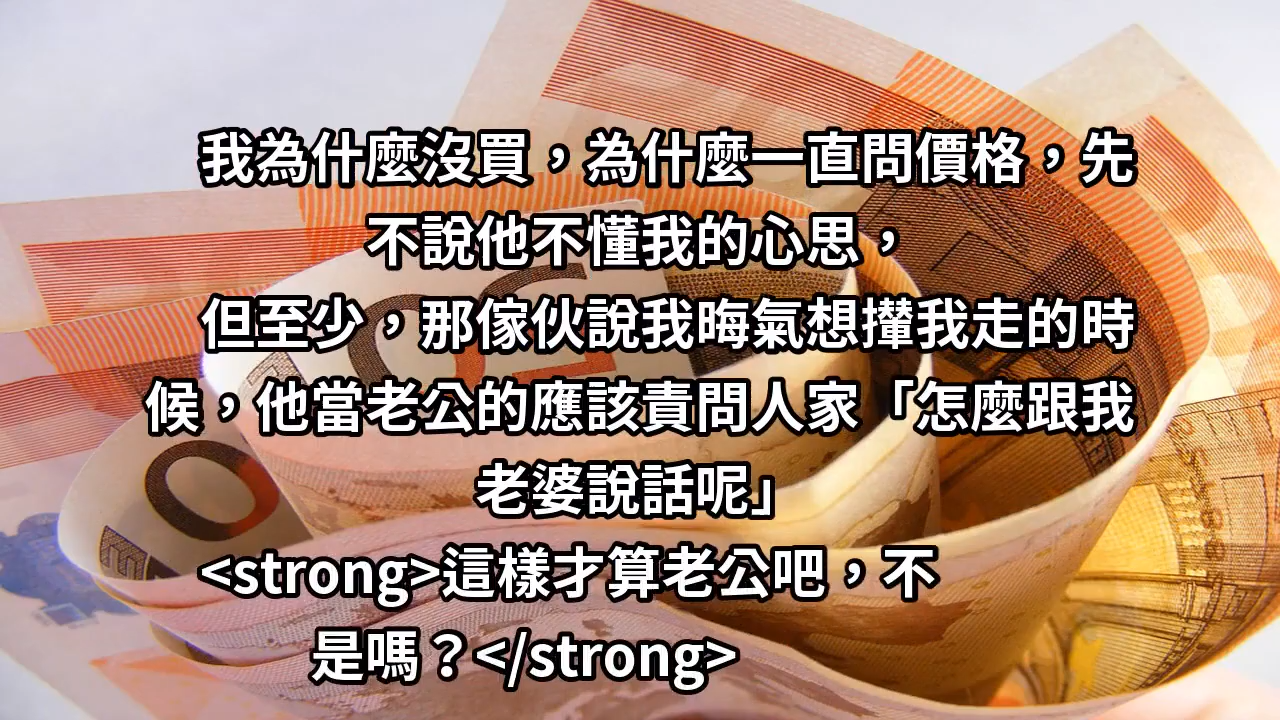 我為什麼沒買，為什麼一直問價格，先
不說他不懂我的心思，
但至少，那傢伙說我晦氣想攆我走的時
候，他當老公的應該責問人家「怎麼跟我
老婆說話呢」
<strong>這樣才算老公吧，不
是嗎？</strong>